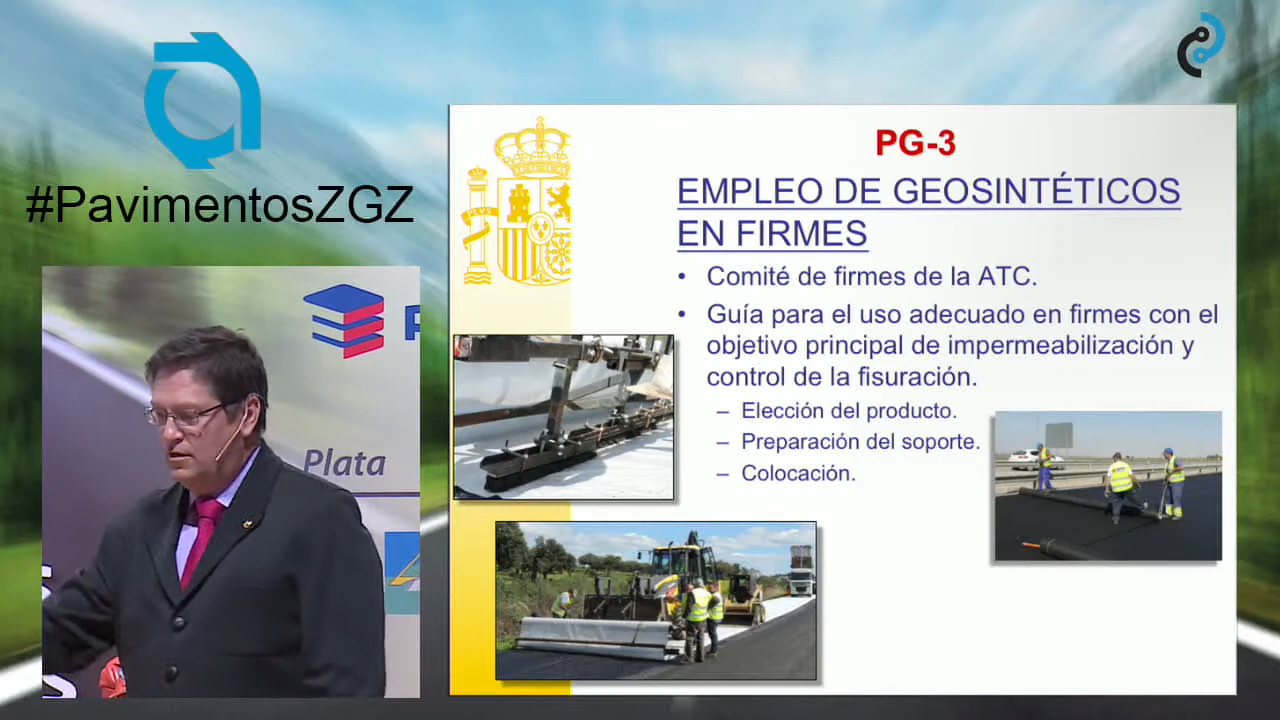 #PavimentosZGZ
Plata
PG-3
EMPLEO DE GEOSINTÉTICOS
EN FIRMES
• Comité de firmes de la ATC.
• Guía para el uso adecuado en firmes con el
objetivo principal de impermeabilización y
control de la fisuración.
– Elección del producto.
– Preparación del soporte.
– Colocación.